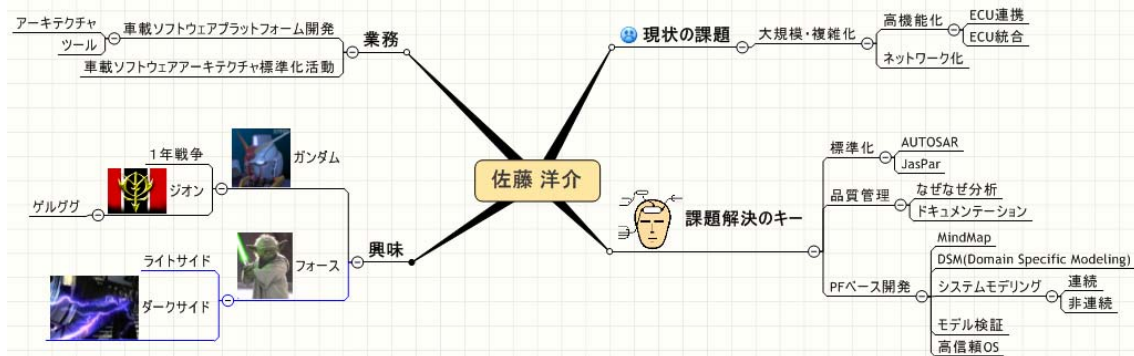 佐藤 洋介
業務
車載ソフトウェアプラットフォーム開発
アーキテクチャ
ツール
車載ソフトウェアアーキテクチャ標準化活動
興味
ガンダム
1年戦争
ジオン
ゲルググ
フォース
ライトサイド
ダークサイド
現状の課題
大規模・複雑化
高機能化
ECU連携
ECU統合
ネットワーク化
課題解決のキー
標準化
AUTOSAR
JasPar
品質管理
なぜなぜ分析
ドキュメンテーション
PFベース開発
MindMap
DSM(Domain Specific Modeling)
システムモデリング
連続
非連続
モデル検証
高信頼OS